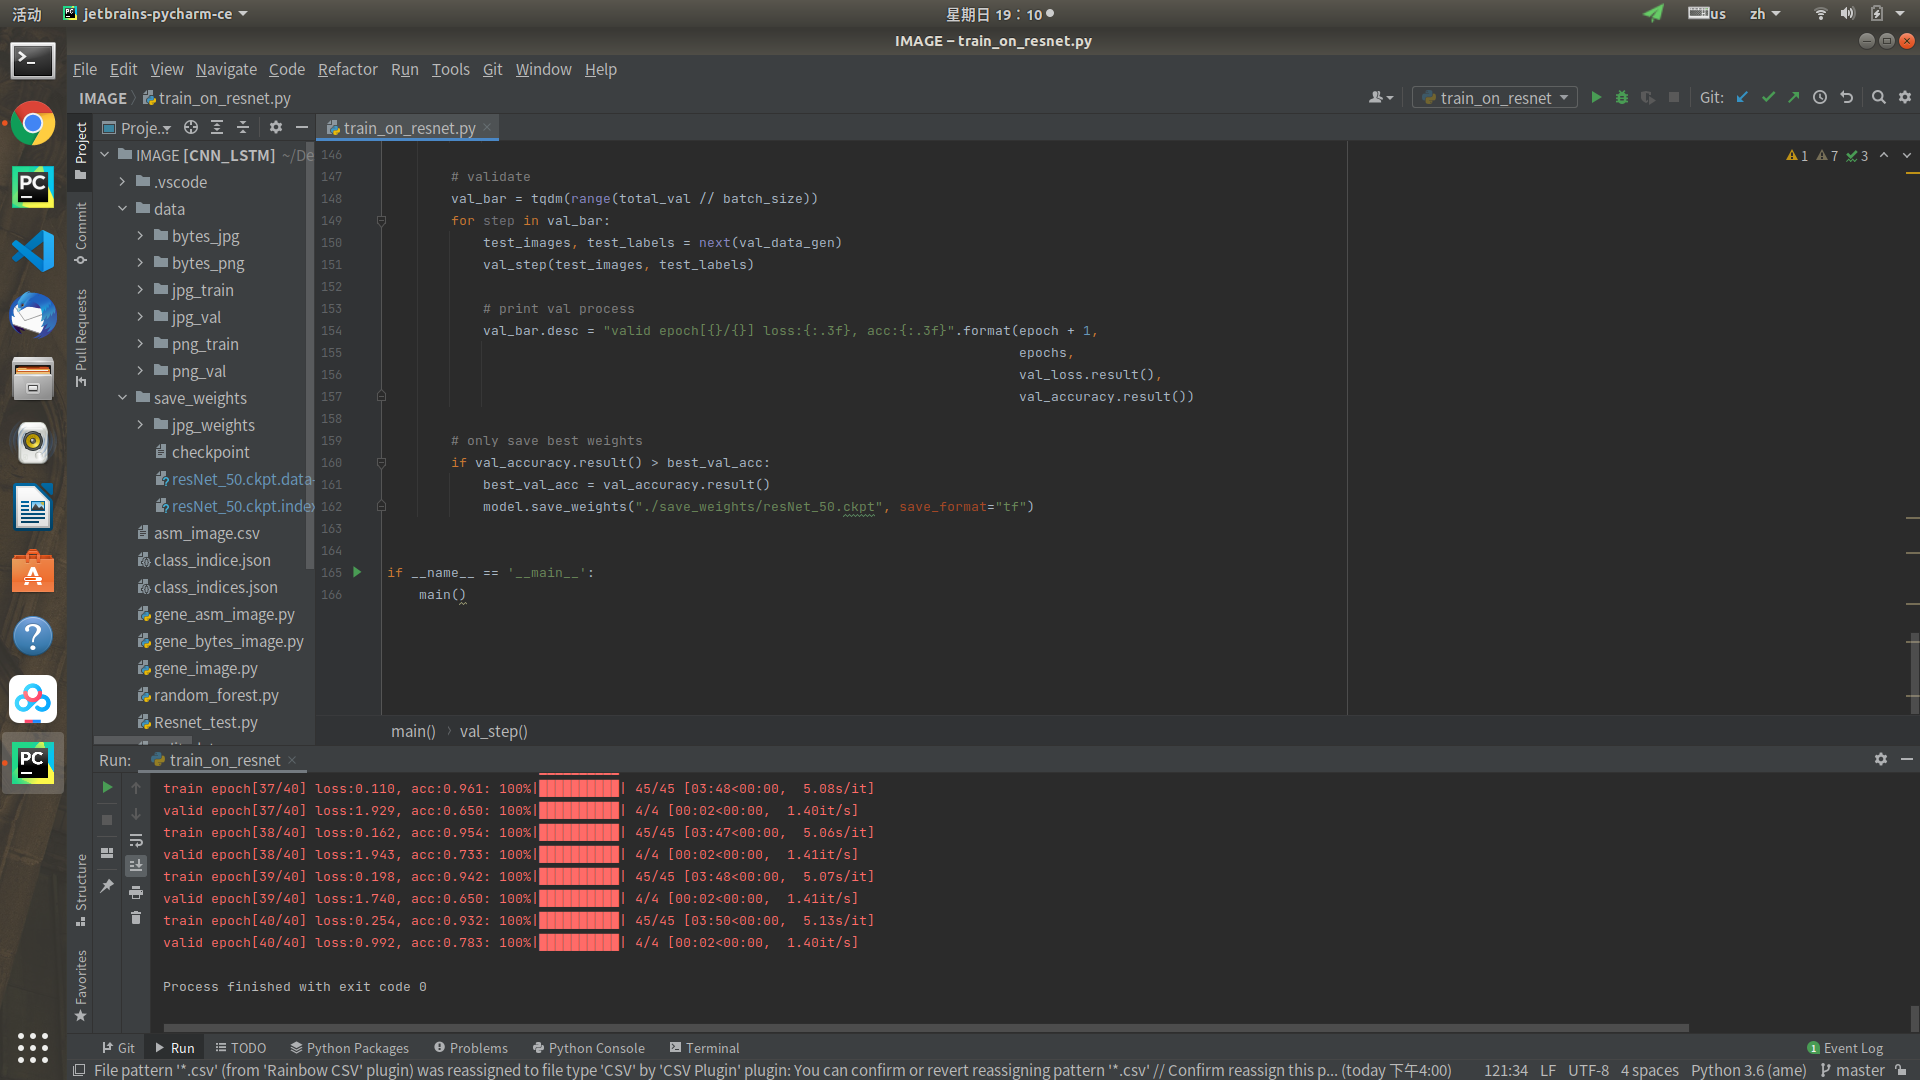 活动 jetbrains-pycharm-ce 星期日 19：10 us zh
IMAGE – train_on_resnet.py
File Edit View Navigate Code Refactor Run Tools Git Window Help
IMAGE train_on_resnet.py train_on_resnet Git:
Project Proje.. train_on_resnet.py
IMAGE [CNN_LSTM] ~/De
.vscode
data
bytes_jpg
bytes_png
jpg_train
jpg_val
png_train
png_val
save_weights
jpg_weights
checkpoint
resNet_50.ckpt.data-
resNet_50.ckpt.index
asm_image.csv
class_indice.json
class_indices.json
gene_asm_image.py
gene_bytes_image.py
gene_image.py
random_forest.py
Resnet_test.py
Commit
Pull Requests
Structure
Favorites
1 7 3
146
147 # validate
148 val_bar = tqdm(range(total_val // batch_size))
149 for step in val_bar:
150 test_images, test_labels = next(val_data_gen)
151 val_step(test_images, test_labels)
152
153 # print val process
154 val_bar.desc = "valid epoch[{}/{}] loss:{:.3f}, acc:{:.3f}".format(epoch + 1,
155 epochs,
156 val_loss.result(),
157 val_accuracy.result())
158
159 # only save best weights
160 if val_accuracy.result() > best_val_acc:
161 best_val_acc = val_accuracy.result()
162 model.save_weights("./save_weights/resNet_50.ckpt", save_format="tf")
163
164
165 if __name__ == '__main__':
166 main()
main() val_step()
Run: train_on_resnet
train epoch[37/40] loss:0.110, acc:0.961: 100%|██████████| 45/45 [03:48<00:00, 5.08s/it]
valid epoch[37/40] loss:1.929, acc:0.650: 100%|██████████| 4/4 [00:02<00:00, 1.40it/s]
train epoch[38/40] loss:0.162, acc:0.954: 100%|██████████| 45/45 [03:47<00:00, 5.06s/it]
valid epoch[38/40] loss:1.943, acc:0.733: 100%|██████████| 4/4 [00:02<00:00, 1.41it/s]
train epoch[39/40] loss:0.198, acc:0.942: 100%|██████████| 45/45 [03:48<00:00, 5.07s/it]
valid epoch[39/40] loss:1.740, acc:0.650: 100%|██████████| 4/4 [00:02<00:00, 1.41it/s]
train epoch[40/40] loss:0.254, acc:0.932: 100%|██████████| 45/45 [03:50<00:00, 5.13s/it]
valid epoch[40/40] loss:0.992, acc:0.783: 100%|██████████| 4/4 [00:02<00:00, 1.40it/s]
Process finished with exit code 0
Git Run TODO Python Packages Problems Python Console Terminal 1 Event Log
File pattern '*.csv' (from 'Rainbow CSV' plugin) was reassigned to file type 'CSV' by 'CSV Plugin' plugin: You can confirm or revert reassigning pattern '*.csv' // Confirm reassign this p... (today 下午4:00) 121:34 LF UTF-8 4 spaces Python 3.6 (ame) master